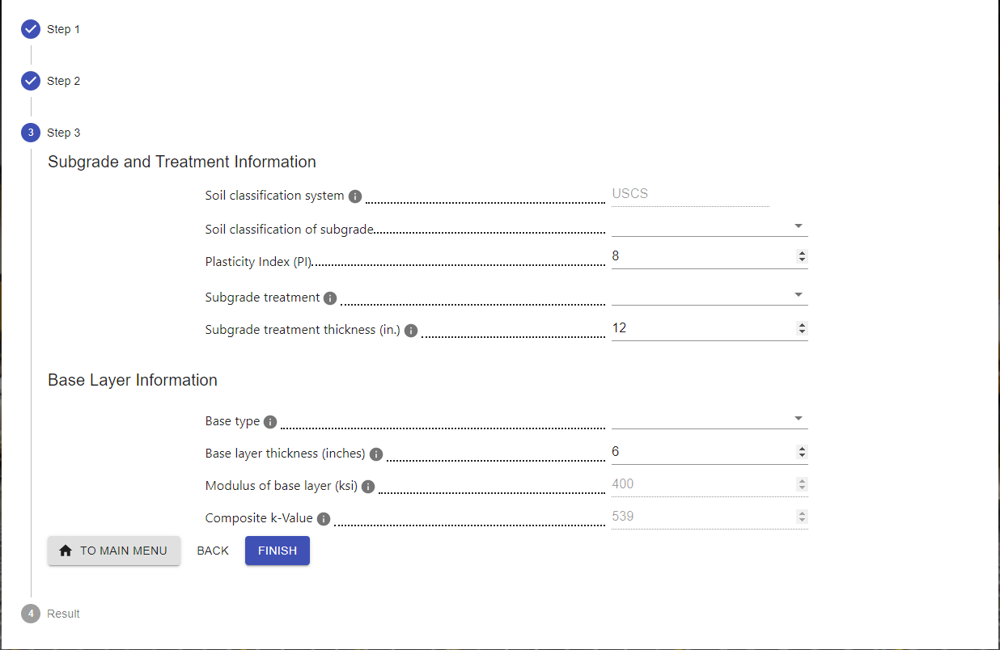 Step 1
Step 2
3 Step 3
Subgrade and Treatment Information
Soil classification system USCS
Soil classification of subgrade
Plasticity Index (PI) 8
Subgrade treatment
Subgrade treatment thickness (in.) 12
Base Layer Information
Base type
Base layer thickness (inches) 6
Modulus of base layer (ksi) 400
Composite k-Value 539
TO MAIN MENU BACK FINISH
4 Result